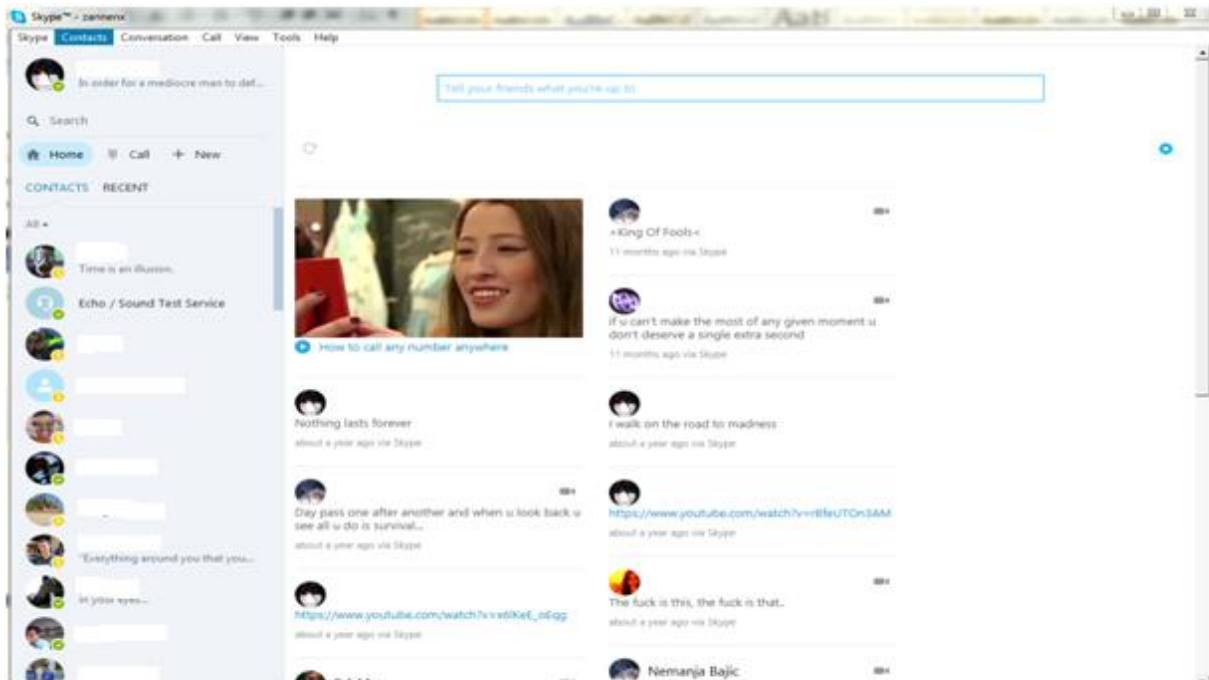 Skype™ - zannenx
Skype Contacts Conversation Call View Tools Help
In order for a mediocre man to def...
Search
Home Call + New
CONTACTS RECENT
All
Time is an illusion.
Echo / Sound Test Service
"Everything around you that you...
in your eyes...
Tell your friends what you're up to
How to call any number anywhere
Nothing lasts forever
about a year ago via Skype
Day pass one after another and when u look back u
see all u do is survival...
about a year ago via Skype
about a year ago via Skype
»King Of Fools«
11 months ago via Skype
if u can't make the most of any given moment u
don't deserve a single extra second
11 months ago via Skype
I walk on the road to madness
about a year ago via Skype
about a year ago via Skype
The fuck is this, the fuck is that..
about a year ago via Skype
Nemanja Bajic